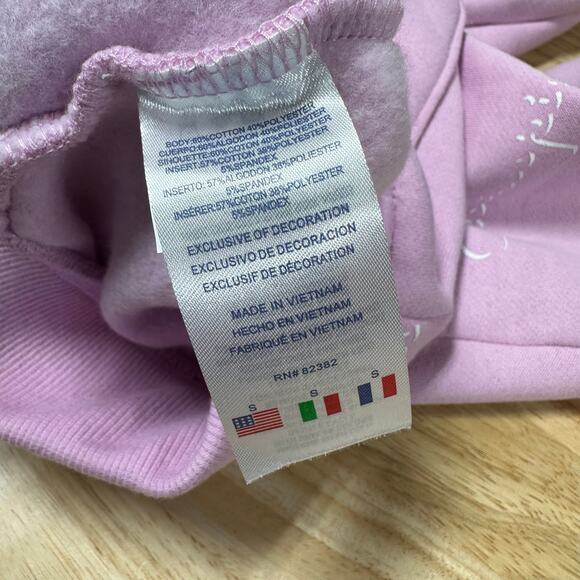 BODY: 60%COTTON 40%POLYESTER
CUERPO: 60%ALGODON 40%POLIESTER
SILHOUETTE: 60%COTTON 40%POLYESTER
INSERT: 57%COTTON 38%POLYESTER
5%SPANDEX
INSERTO: 57%ALGODON 38%POLIESTER
5%SPANDEX
INSERER:57%COTTON 38%POLYESTER
5%SPANDEX
EXCLUSIVE OF DECORATION
EXCLUSIVO DE DECORACION
EXCLUSIF DE DÉCORATION
MADE IN VIETNAM
HECHO EN VIETNAM
FABRIQUÉ EN VIETNAM
RN# 82382
S S S